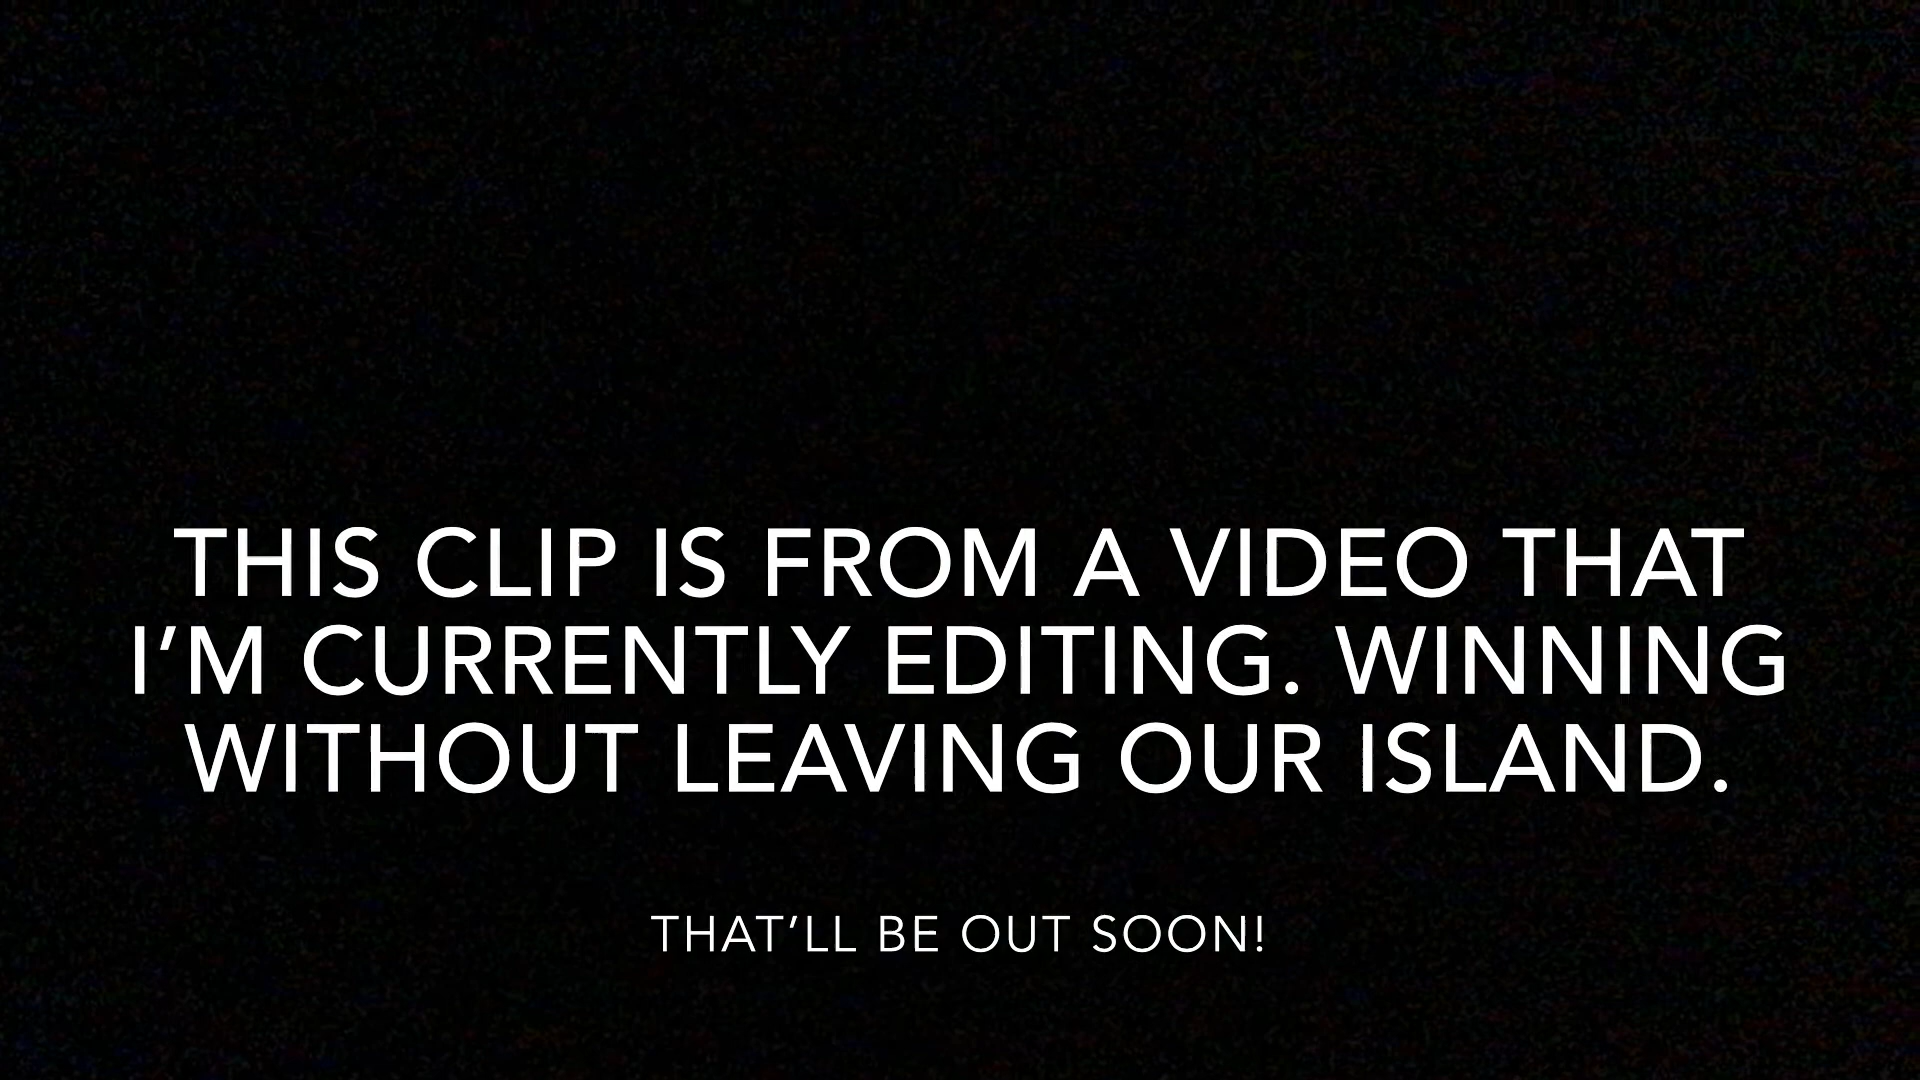 THIS CLIP IS FROM A VIDEO THAT
I’M CURRENTLY EDITING. WINNING
WITHOUT LEAVING OUR ISLAND.
THAT’LL BE OUT SOON!